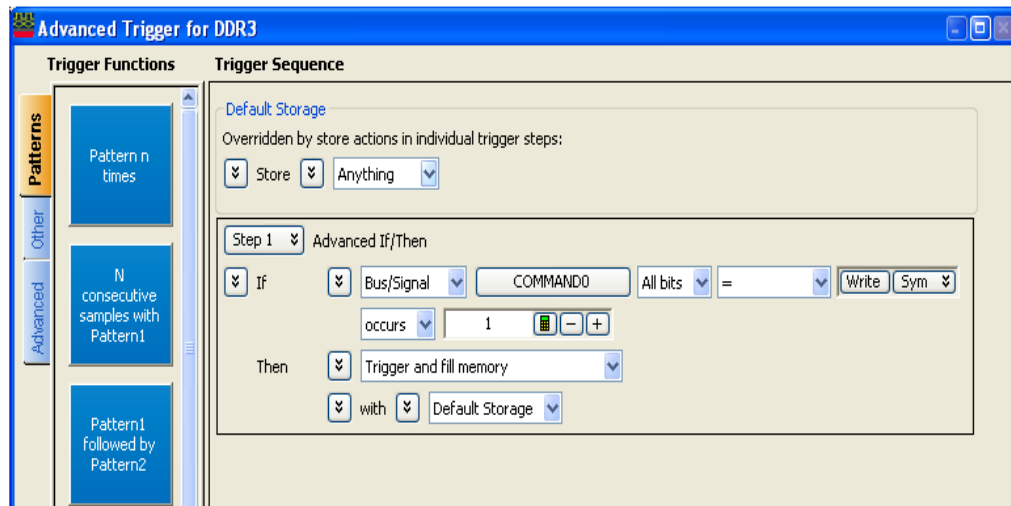 Advanced Trigger for DDR3
Trigger Functions
Trigger Sequence
Patterns
Other
Advanced
Pattern n
times
N
consecutive
samples with
Pattern1
Pattern1
followed by
Pattern2
Default Storage
Overridden by store actions in individual trigger steps:
Store Anything
Step 1 Advanced If/Then
If Bus/Signal COMMAND0 All bits = Write Sym
occurs 1 − +
Then Trigger and fill memory
with Default Storage